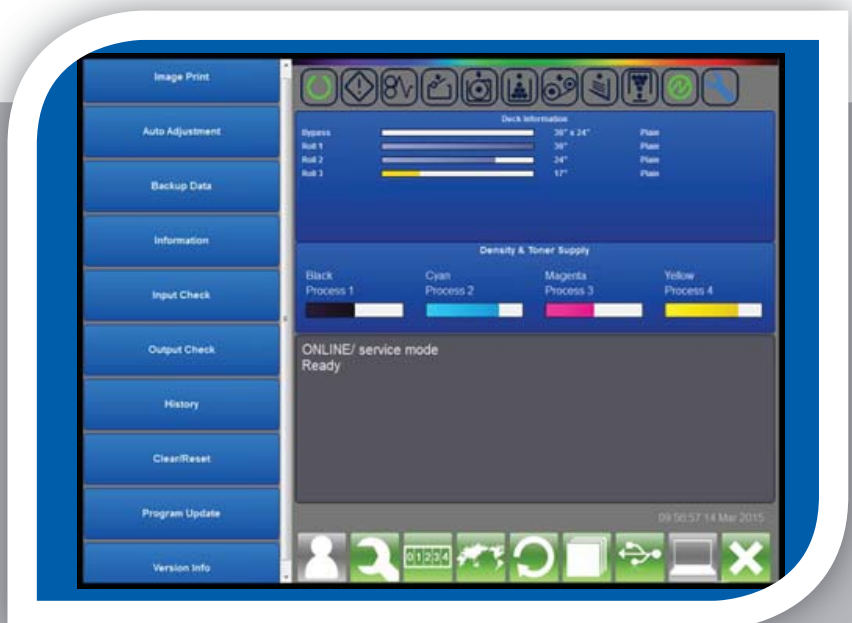 Image Print
Auto Adjustment
Backup Data
Information
Input Check
Output Check
History
Clear/Reset
Program Update
Version Info
Deck Information
Bypass 36" x 24" Plain
Roll 1 36" Plain
Roll 2 24" Plain
Roll 3 17" Plain
Density & Toner Supply
Black Cyan Magenta Yellow
Process 1 Process 2 Process 3 Process 4
ONLINE/ service mode
Ready
09:56:57 14 Mar 2015
01234